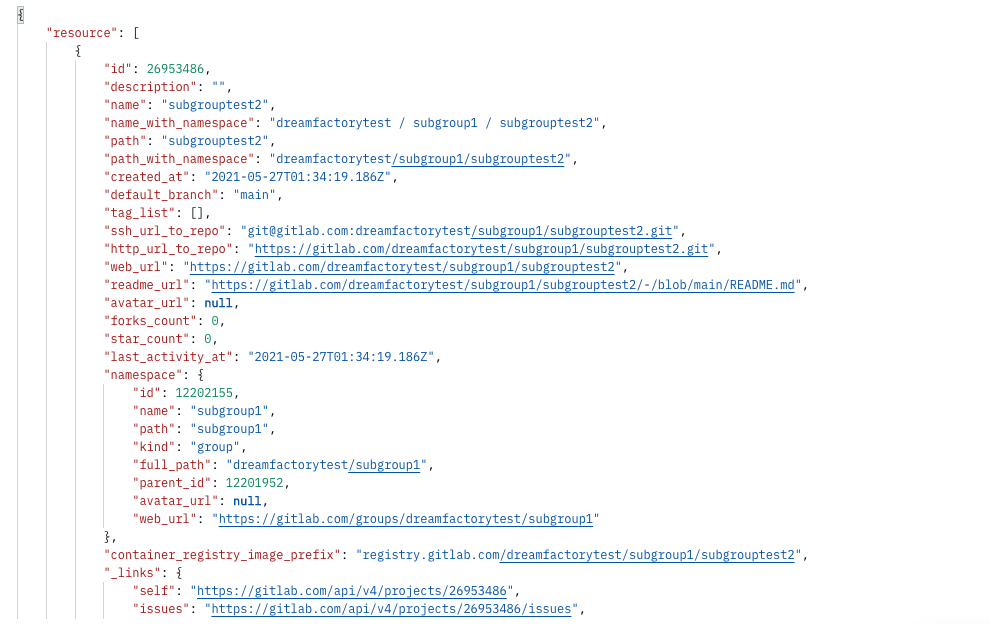 {
"resource": [
{
"id": 26953486,
"description": "",
"name": "subgrouptest2",
"name_with_namespace": "dreamfactorytest / subgroup1 / subgrouptest2",
"path": "subgrouptest2",
"path_with_namespace": "dreamfactorytest/subgroup1/subgrouptest2",
"created_at": "2021-05-27T01:34:19.186Z",
"default_branch": "main",
"tag_list": [],
"ssh_url_to_repo": "git@gitlab.com:dreamfactorytest/subgroup1/subgrouptest2.git",
"http_url_to_repo": "https://gitlab.com/dreamfactorytest/subgroup1/subgrouptest2.git",
"web_url": "https://gitlab.com/dreamfactorytest/subgroup1/subgrouptest2",
"readme_url": "https://gitlab.com/dreamfactorytest/subgroup1/subgrouptest2/-/blob/main/README.md",
"avatar_url": null,
"forks_count": 0,
"star_count": 0,
"last_activity_at": "2021-05-27T01:34:19.186Z",
"namespace": {
"id": 12202155,
"name": "subgroup1",
"path": "subgroup1",
"kind": "group",
"full_path": "dreamfactorytest/subgroup1",
"parent_id": 12201952,
"avatar_url": null,
"web_url": "https://gitlab.com/groups/dreamfactorytest/subgroup1"
},
"container_registry_image_prefix": "registry.gitlab.com/dreamfactorytest/subgroup1/subgrouptest2",
"_links": {
"self": "https://gitlab.com/api/v4/projects/26953486",
"issues": "https://gitlab.com/api/v4/projects/26953486/issues",